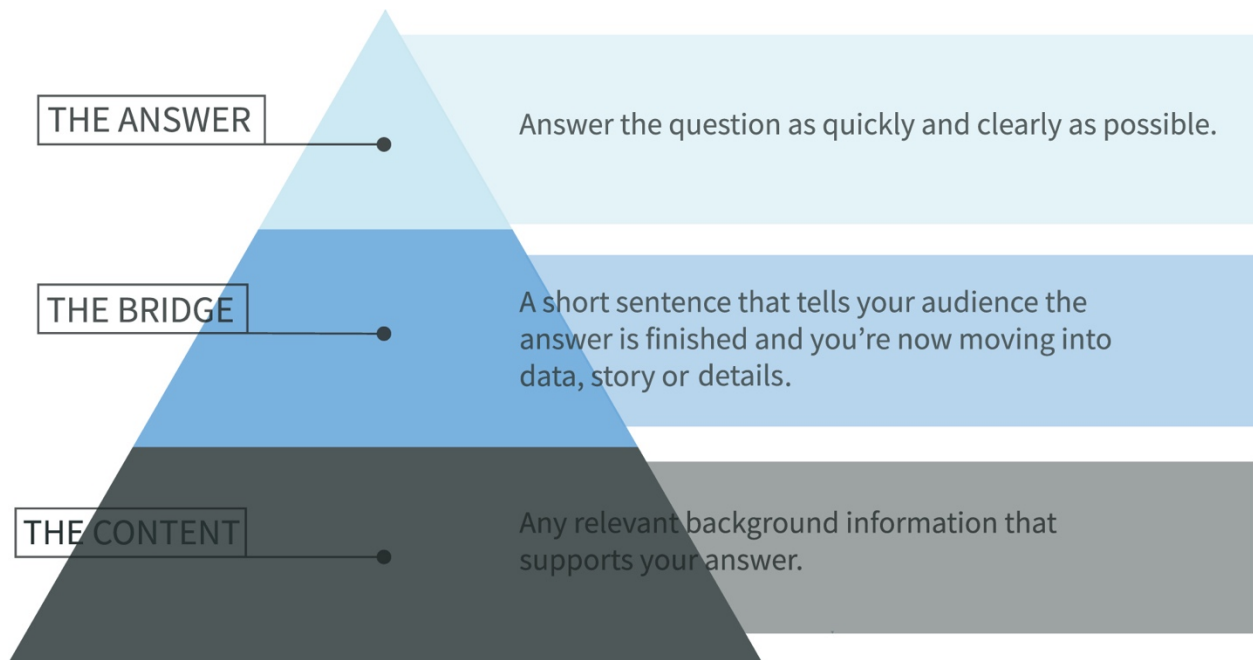 THE ANSWER
Answer the question as quickly and clearly as possible.
THE BRIDGE
A short sentence that tells your audience the
answer is finished and you’re now moving into
data, story or details.
THE CONTENT
Any relevant background information that
supports your answer.